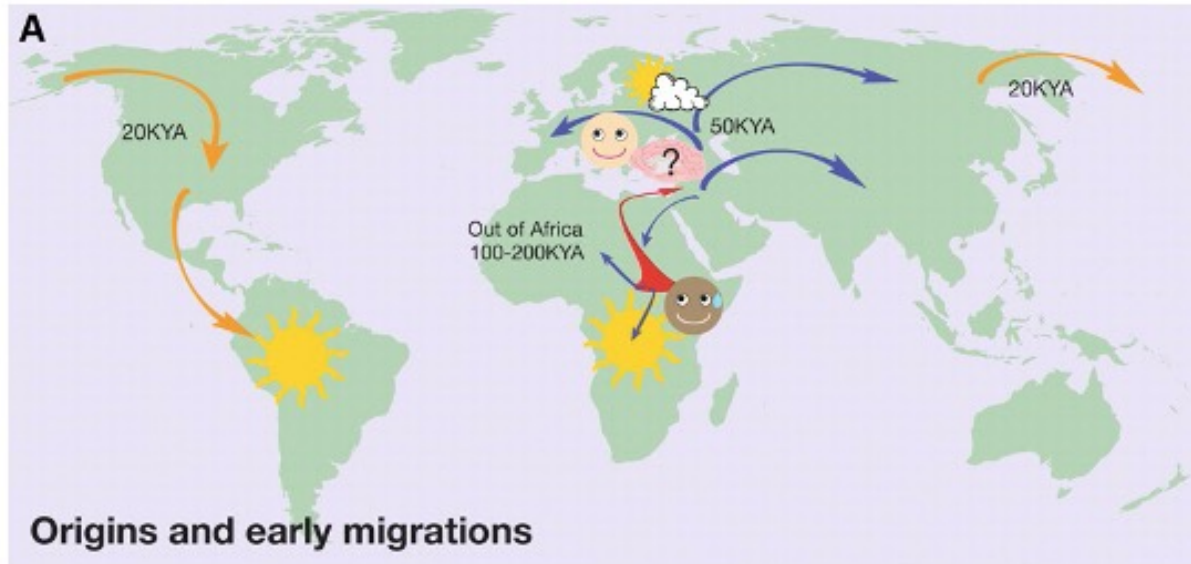 A
20KYA
50KYA
20KYA
?
Out of Africa
100-200KYA
Origins and early migrations